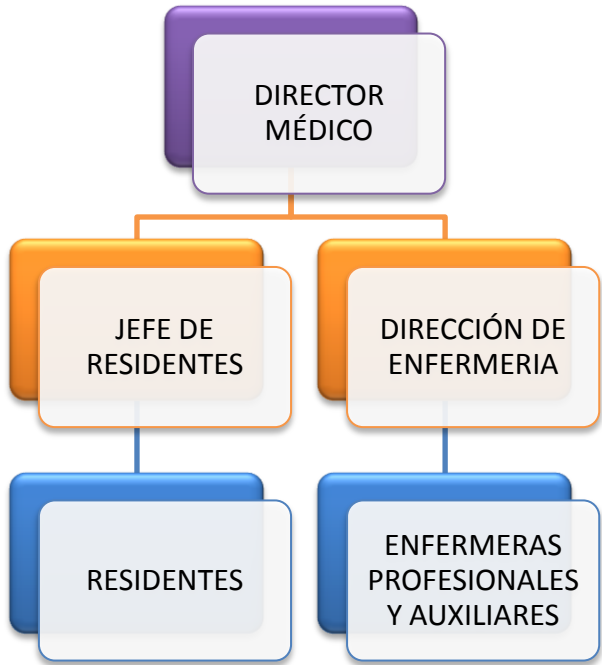 DIRECTOR
MÉDICO
JEFE DE
RESIDENTES
DIRECCIÓN DE
ENFERMERIA
RESIDENTES
ENFERMERAS
PROFESIONALES
Y AUXILIARES